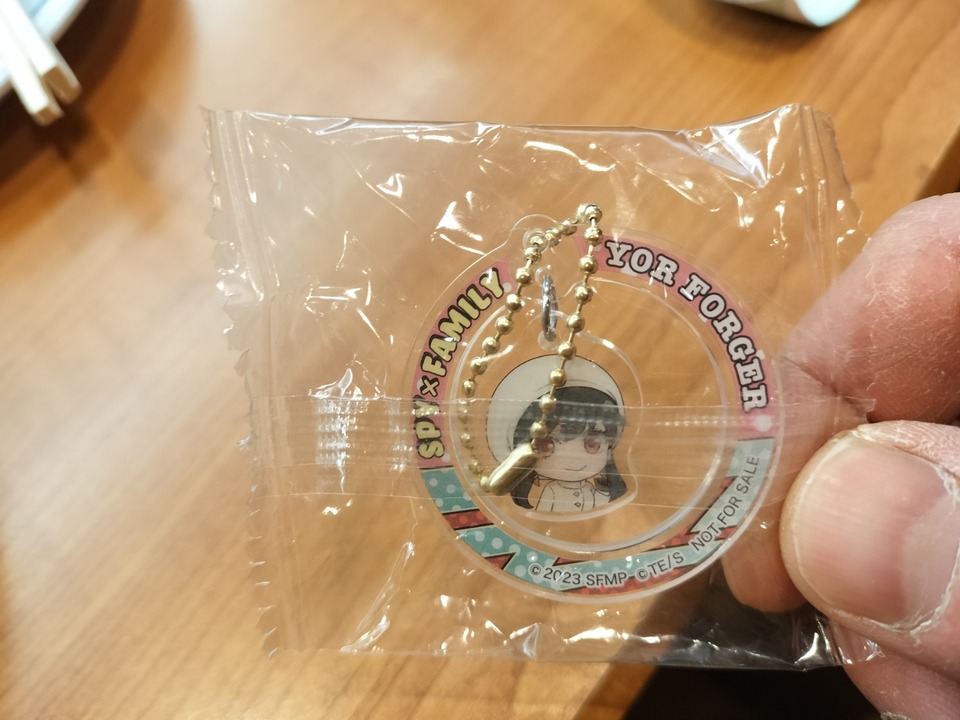 SPY×FAMILY
YOR FORGER
©2023 SFMP ©TE/S NOT FOR SALE